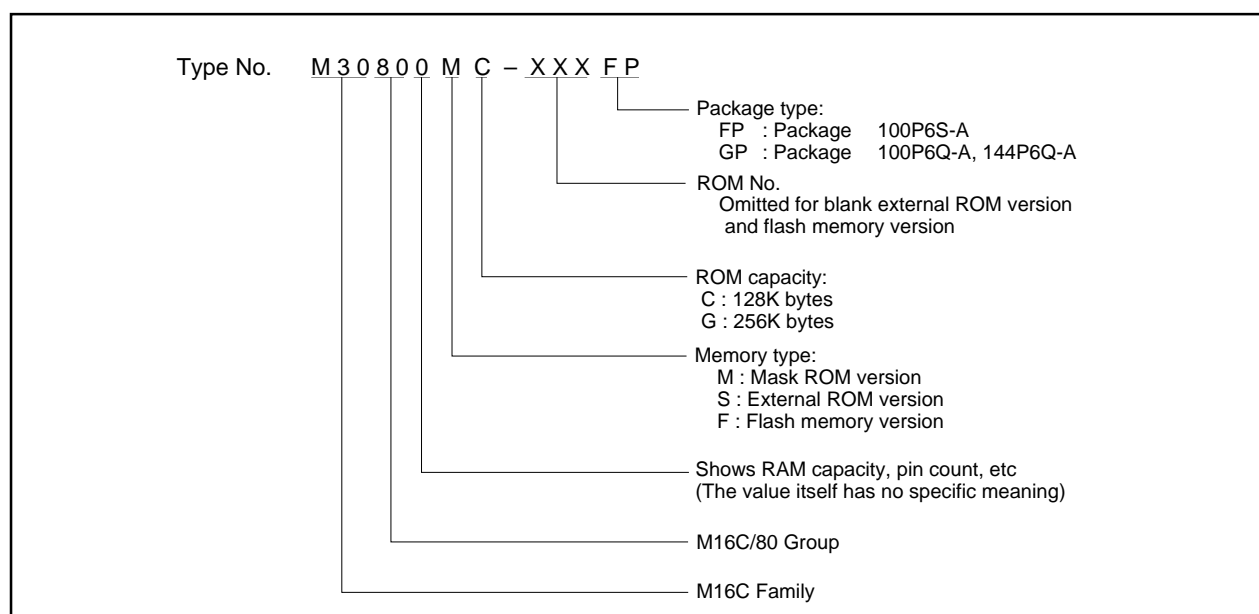 Type No. M 3 0 8 0 0 M C – X X X F P
Package type:
FP : Package 100P6S-A
GP : Package 100P6Q-A, 144P6Q-A
ROM No.
Omitted for blank external ROM version
and flash memory version
ROM capacity:
C : 128K bytes
G : 256K bytes
Memory type:
M : Mask ROM version
S : External ROM version
F : Flash memory version
Shows RAM capacity, pin count, etc
(The value itself has no specific meaning)
M16C/80 Group
M16C Family